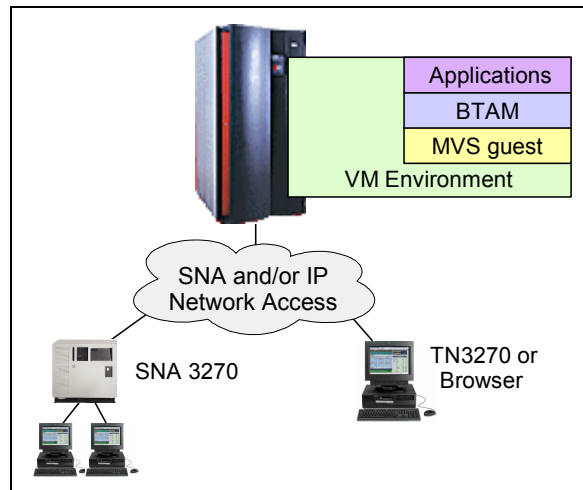 Applications
BTAM
MVS guest
VM Environment
SNA and/or IP
Network Access
SNA 3270
TN3270 or
Browser